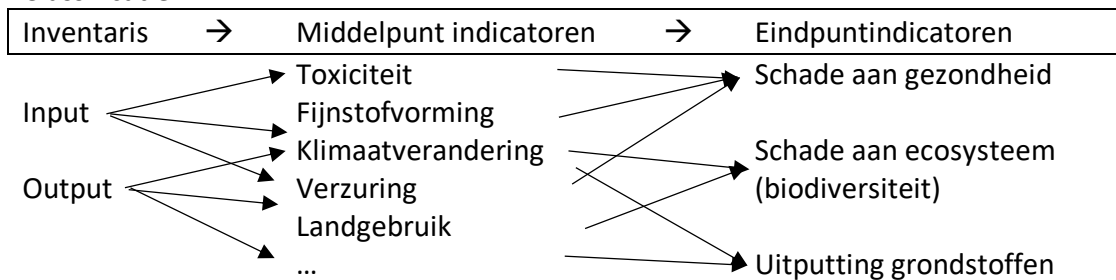 Inventaris → Middelpunt indicatoren → Eindpuntindicatoren
Toxiciteit
Schade aan gezondheid
Input
Fijnstofvorming
Klimaatverandering
Schade aan ecosysteem
Output
Verzuring
(biodiversiteit)
Landgebruik
…
Uitputting grondstoffen